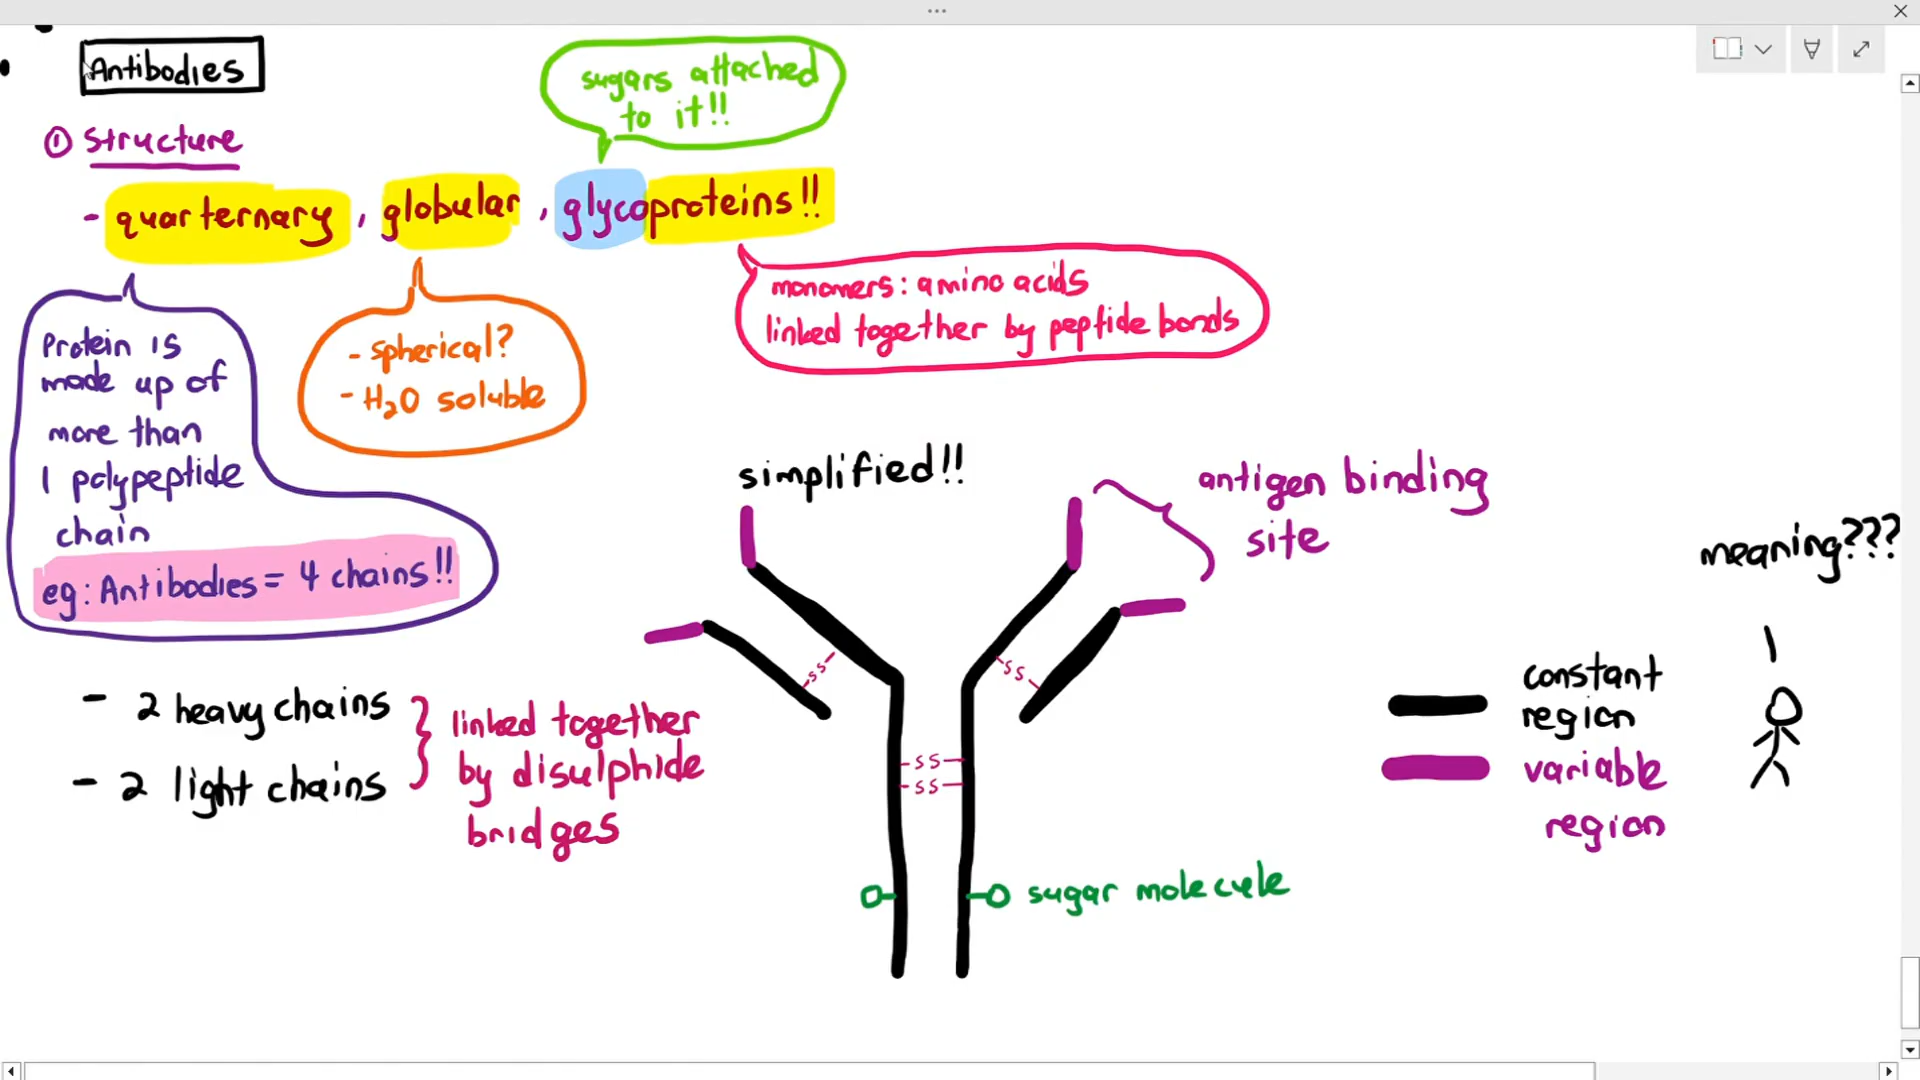 Antibodies
① Structure
sugars attached
to it!!
- quarternary, globular, glycoproteins!!
monomers: amino acids
linked together by peptide bonds
Protein is
made up of
more than
1 polypeptide
chain
eg: Antibodies = 4 chains!!
- spherical?
- H₂O soluble
simplified!!
antigen binding
site
meaning???
- 2 heavy chains
- 2 light chains
linked together
by disulphide
bridges
-ss-
-ss-
-ss-
-ss-
constant
region
variable
region
sugar molecule